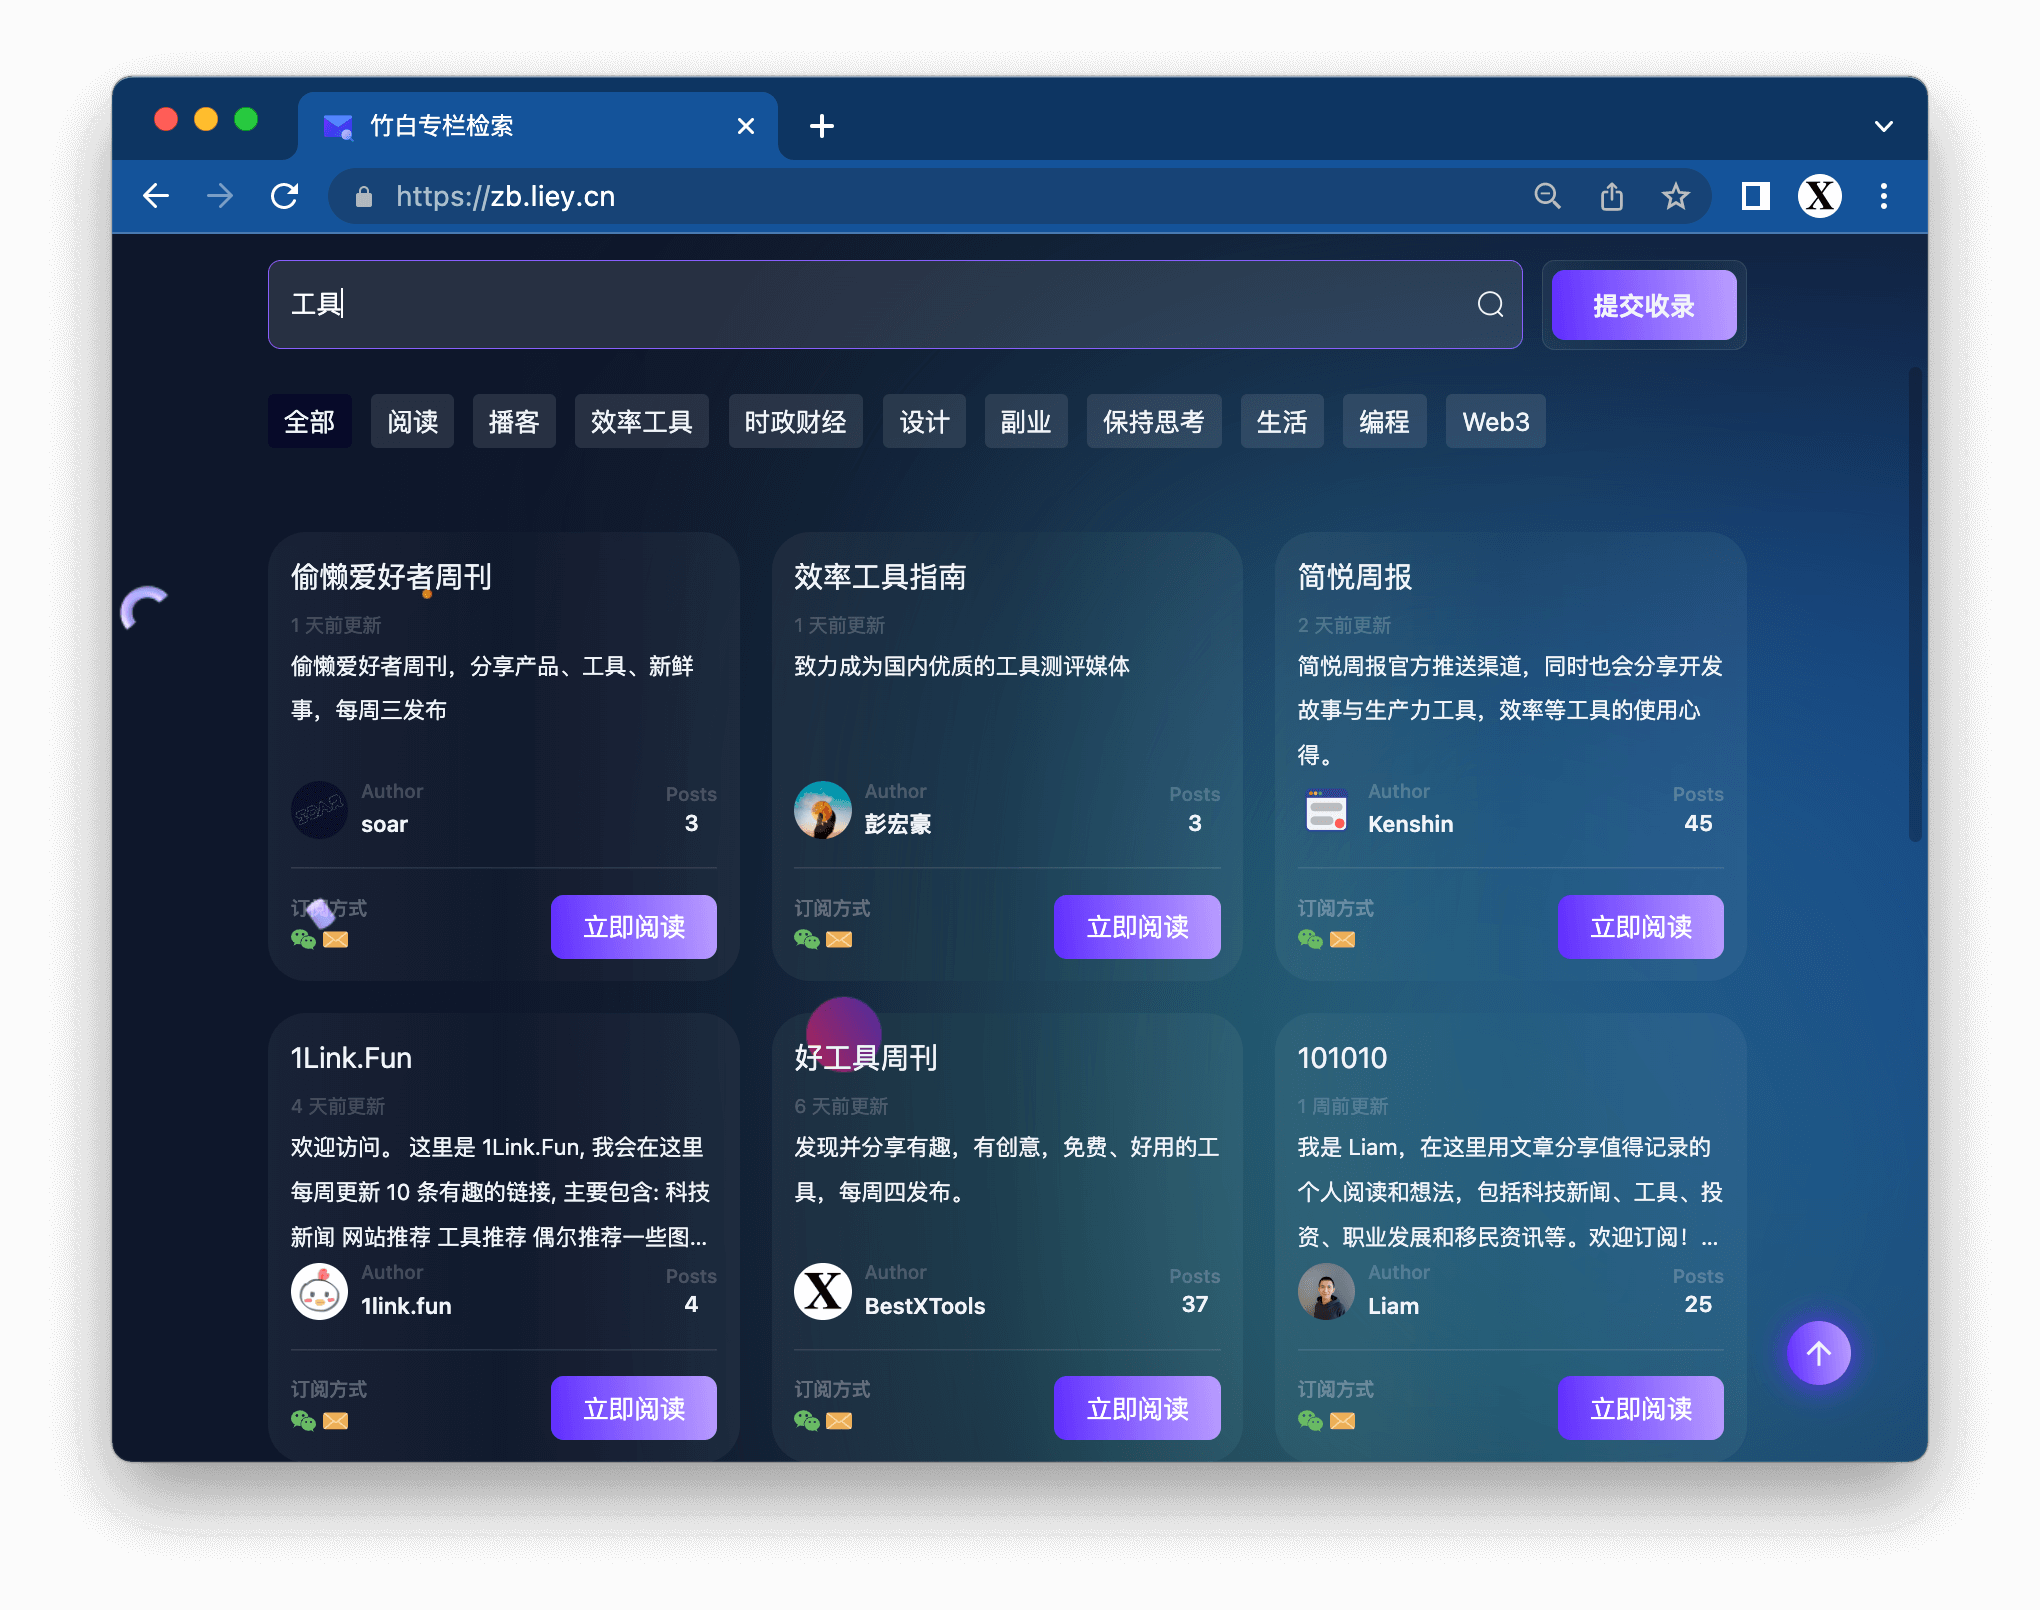 竹白专栏检索
https://zb.liey.cn
工具
提交收录
全部 阅读 播客 效率工具 时政财经 设计 副业 保持思考 生活 编程 Web3
偷懒爱好者周刊
1 天前更新
偷懒爱好者周刊，分享产品、工具、新鲜
事，每周三发布
Author
soar
Posts
3
订阅方式
立即阅读
效率工具指南
1 天前更新
致力成为国内优质的工具测评媒体
Author
彭宏豪
Posts
3
订阅方式
立即阅读
简悦周报
2 天前更新
简悦周报官方推送渠道，同时也会分享开发
故事与生产力工具，效率等工具的使用心
得。
Author
Kenshin
Posts
45
订阅方式
立即阅读
1Link.Fun
4 天前更新
欢迎访问。 这里是 1Link.Fun, 我会在这里
每周更新 10 条有趣的链接, 主要包含: 科技
新闻 网站推荐 工具推荐 偶尔推荐一些图...
Author
1link.fun
Posts
4
订阅方式
立即阅读
好工具周刊
6 天前更新
发现并分享有趣，有创意，免费、好用的工
具，每周四发布。
X
Author
BestXTools
Posts
37
订阅方式
立即阅读
101010
1 周前更新
我是 Liam，在这里用文章分享值得记录的
个人阅读和想法，包括科技新闻、工具、投
资、职业发展和移民资讯等。欢迎订阅！...
Author
Liam
Posts
25
订阅方式
立即阅读